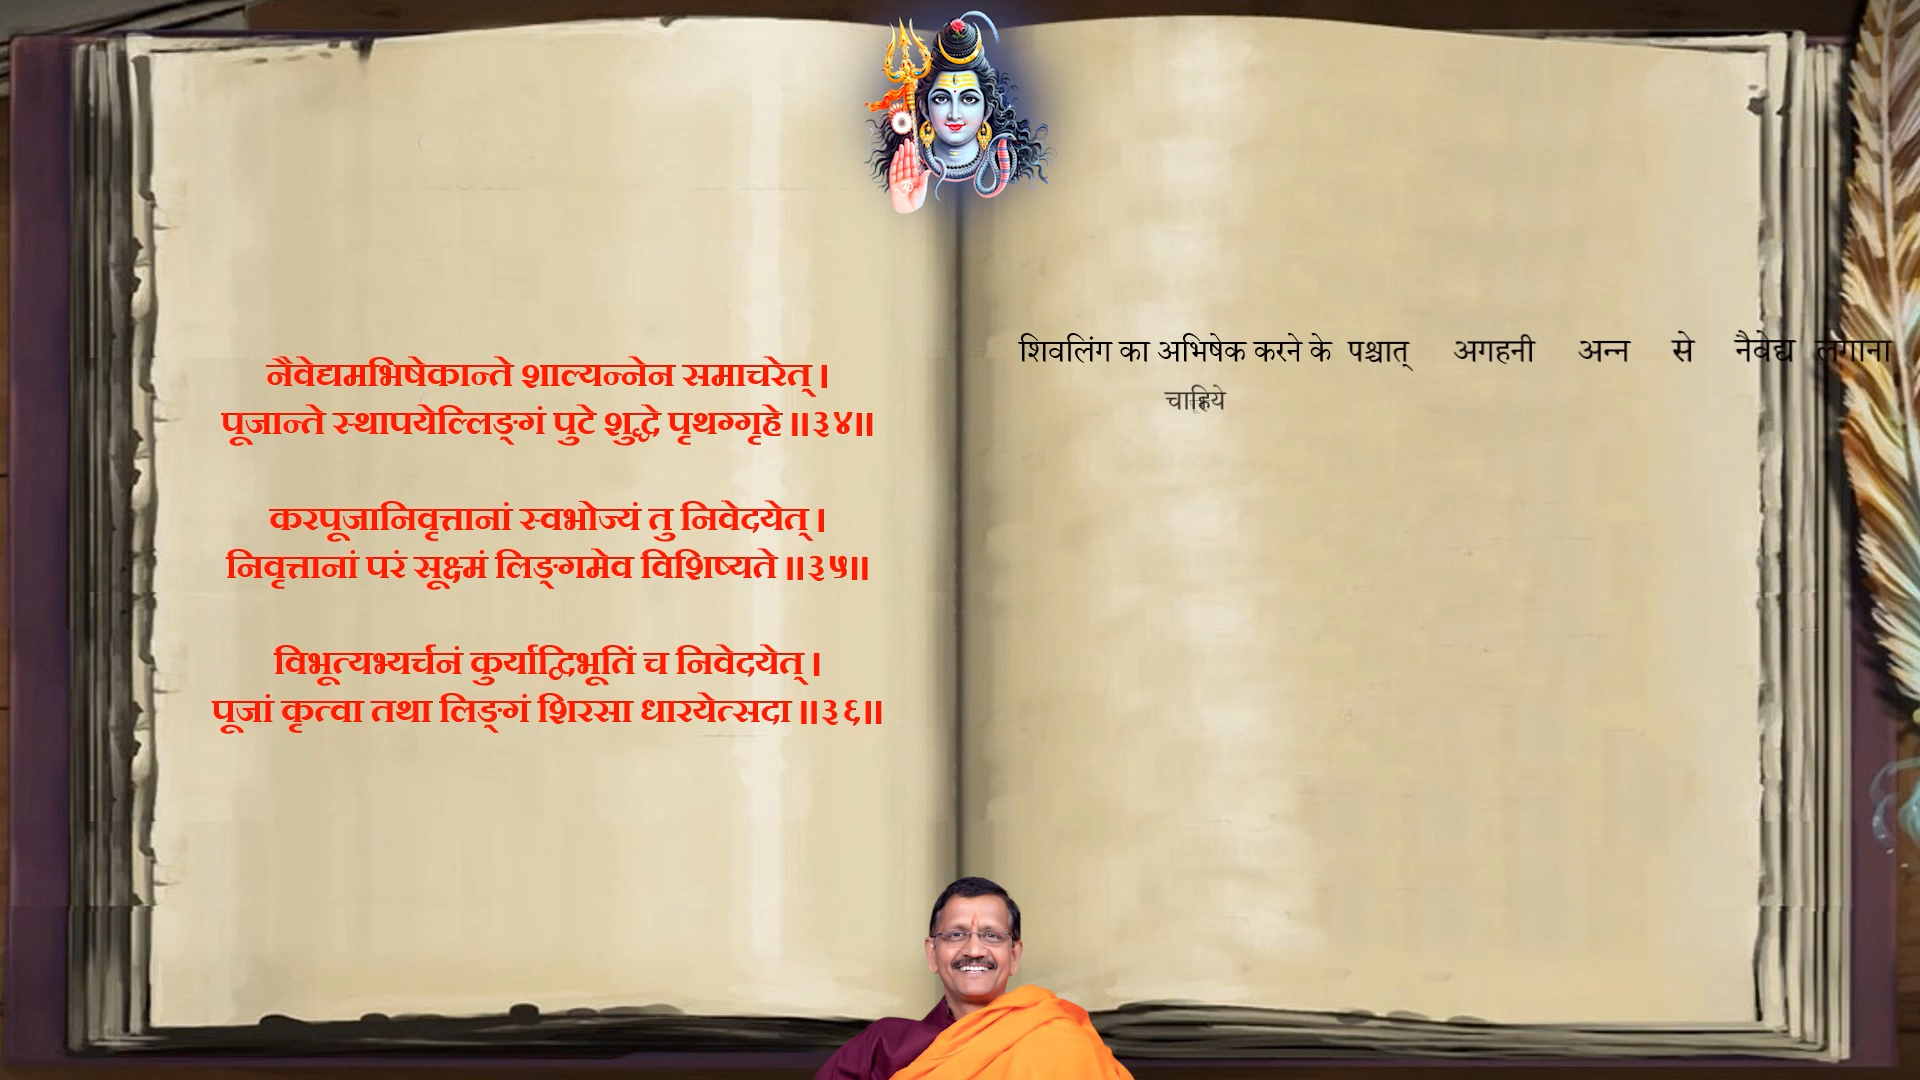 नैवेद्यमभिषेकान्ते शाल्यन्नेन समाचरेत् ।
पूजान्ते स्थापयेल्लिङ्गं पुटे शुद्धे पृथग्गृहे ॥३४॥
करपूजानिवृत्तानां स्वभोज्यं तु निवेदयेत् ।
निवृत्तानां परं सूक्ष्मं लिङ्गमेव विशिष्यते ॥३५॥
विभूत्यभ्यर्चनं कुर्याद्विभूतिं च निवेदयेत् ।
पूजां कृत्वा तथा लिङ्गं शिरसा धारयेत्सदा ॥३६॥
शिवलिंग का अभिषेक करने के पश्चात् अगहनी अन्न से नैवेद्य लगाना
चाहिये